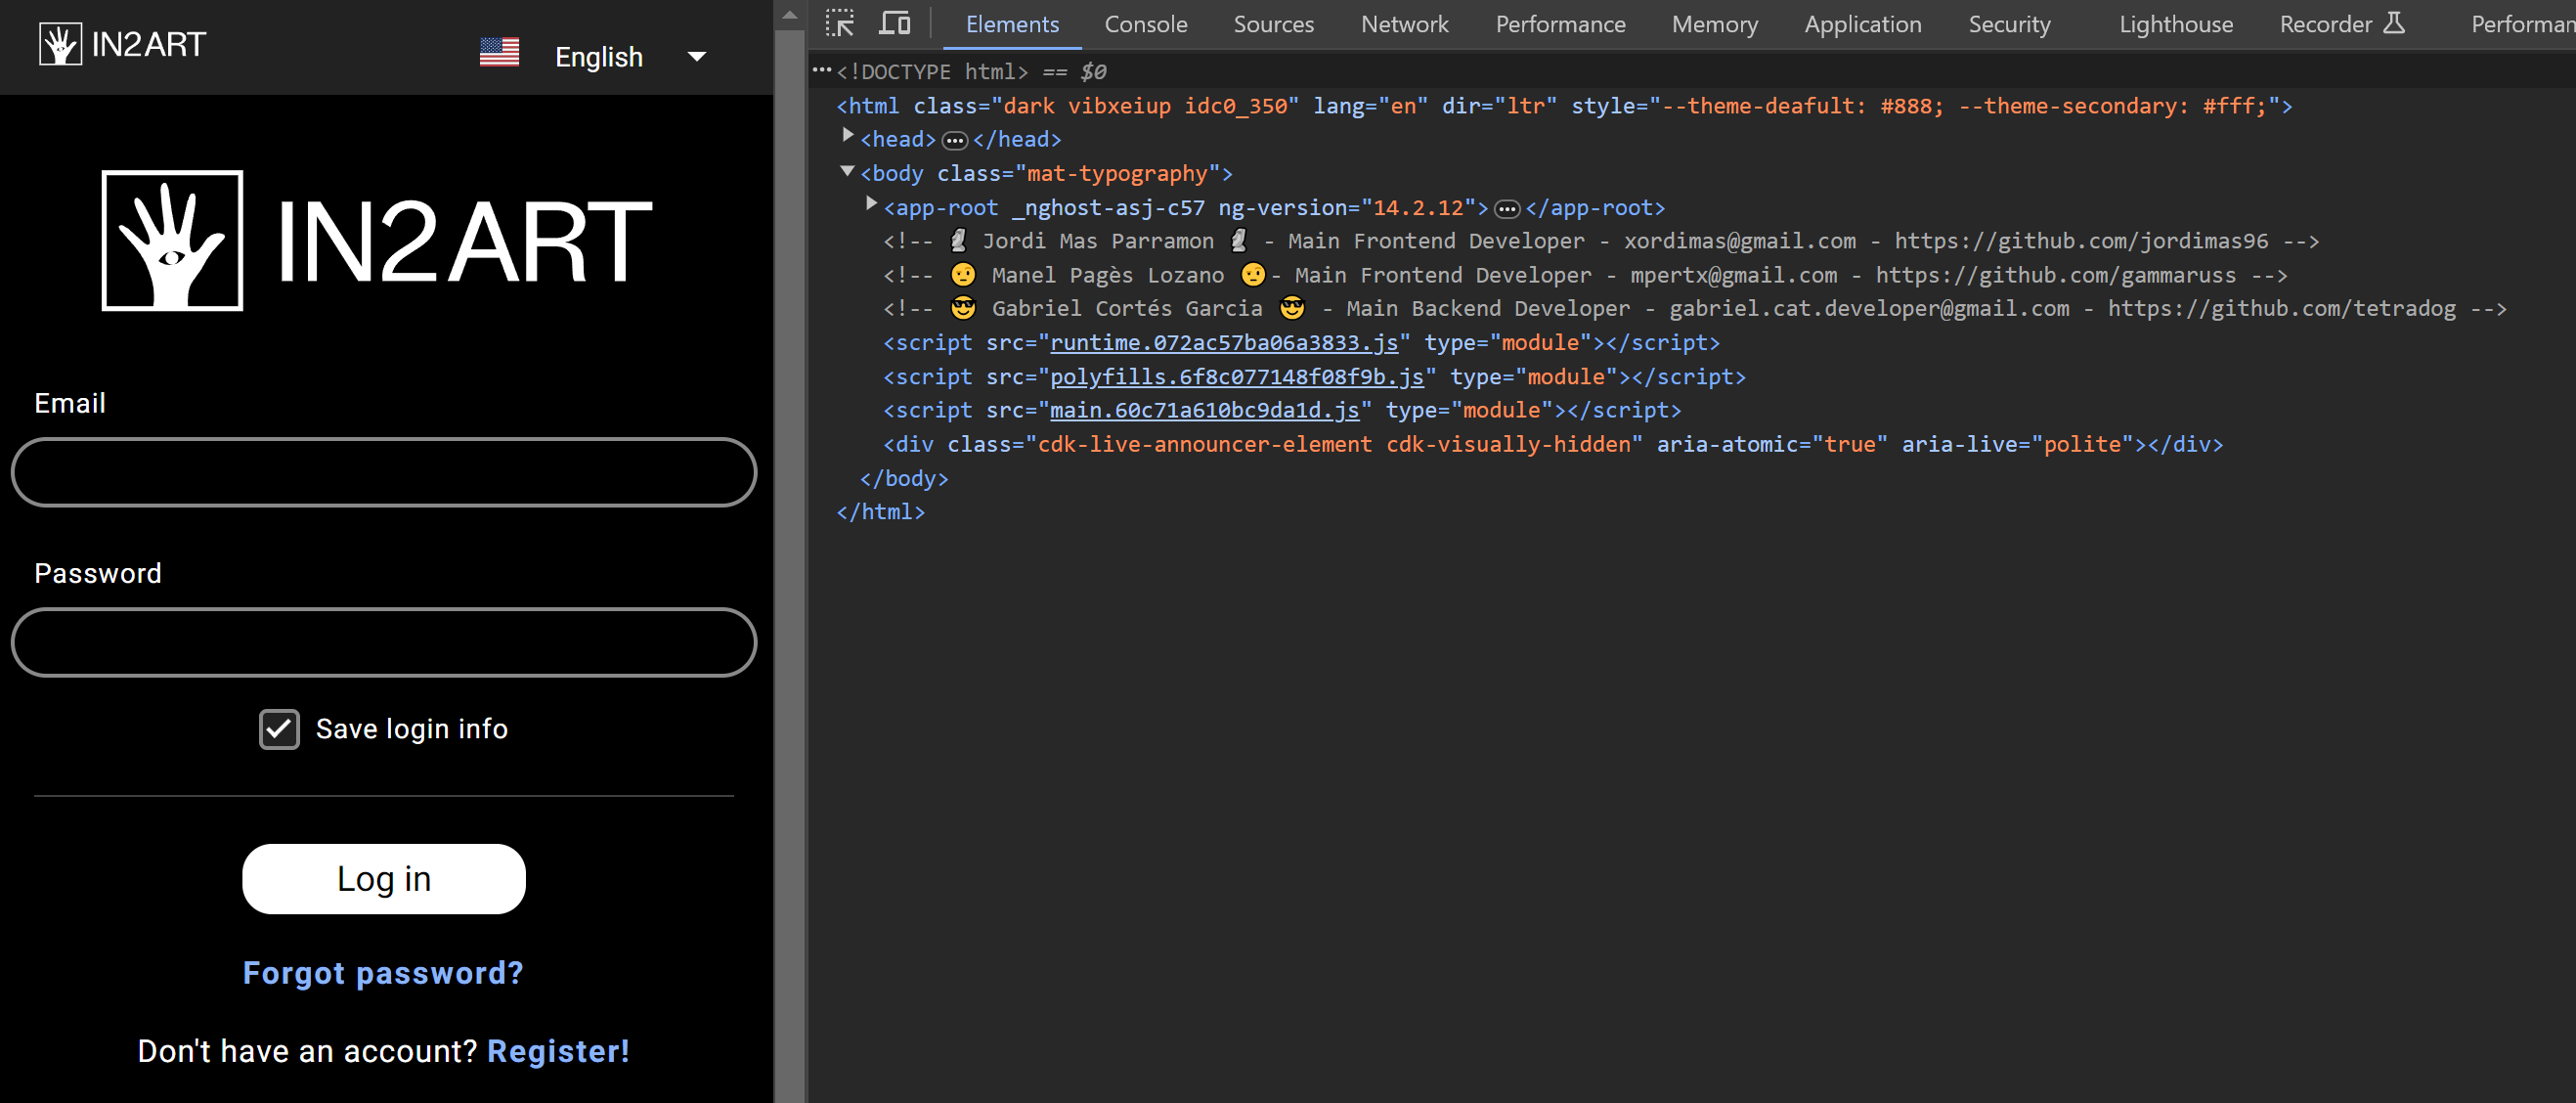 IN2ART
English
IN2ART
Email
Password
Save login info
Log in
Forgot password?
Don't have an account? Register!
Elements Console Sources Network Performance Memory Application Security Lighthouse Recorder
<!DOCTYPE html> == $0
<html class="dark vibxeiup idc0_350" lang="en" dir="ltr" style="--theme-deafult: #888; --theme-secondary: #fff;">
<head>…</head>
<body class="mat-typography">
<app-root _nghost-asj-c57 ng-version="14.2.12">…</app-root>
<!-- 🗿 Jordi Mas Parramon 🗿 - Main Frontend Developer - xordimas@gmail.com - https://github.com/jordimas96 -->
<!-- 🤨 Manel Pagès Lozano 🤨- Main Frontend Developer - mpertx@gmail.com - https://github.com/gammaruss -->
<!-- 😎 Gabriel Cortés Garcia 😎 - Main Backend Developer - gabriel.cat.developer@gmail.com - https://github.com/tetradog -->
<script src="runtime.072ac57ba06a3833.js" type="module"></script>
<script src="polyfills.6f8c077148f08f9b.js" type="module"></script>
<script src="main.60c71a610bc9da1d.js" type="module"></script>
<div class="cdk-live-announcer-element cdk-visually-hidden" aria-atomic="true" aria-live="polite"></div>
</body>
</html>